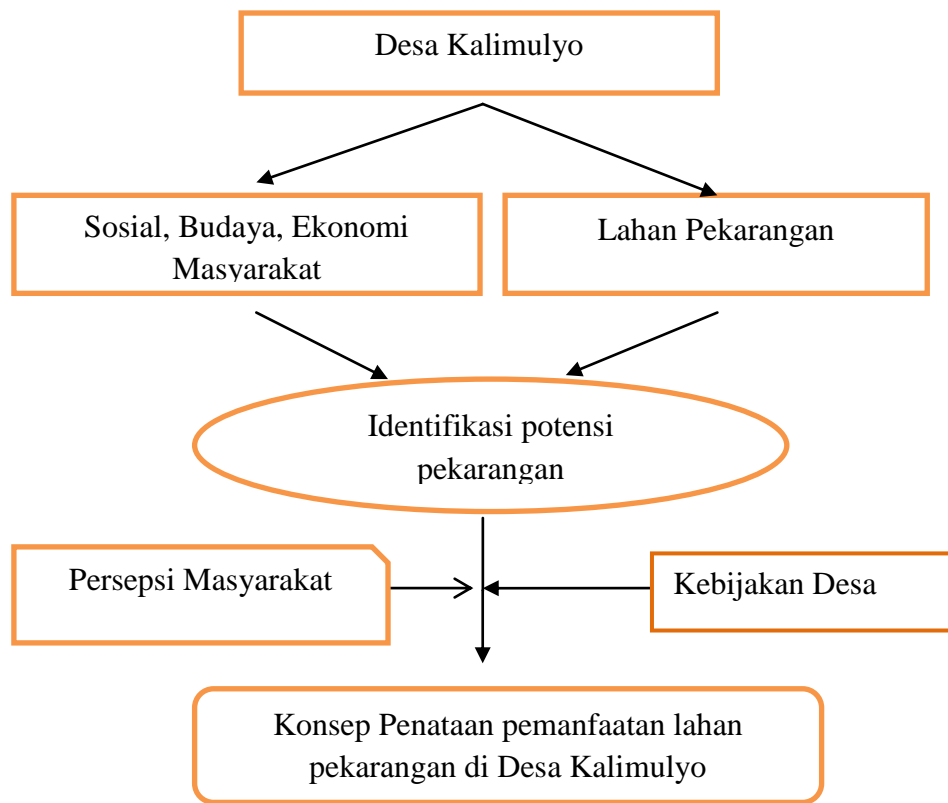 Desa Kalimulyo
Sosial, Budaya, Ekonomi
Masyarakat
Lahan Pekarangan
Identifikasi potensi
pekarangan
Persepsi Masyarakat
Kebijakan Desa
Konsep Penataan pemanfaatan lahan
pekarangan di Desa Kalimulyo